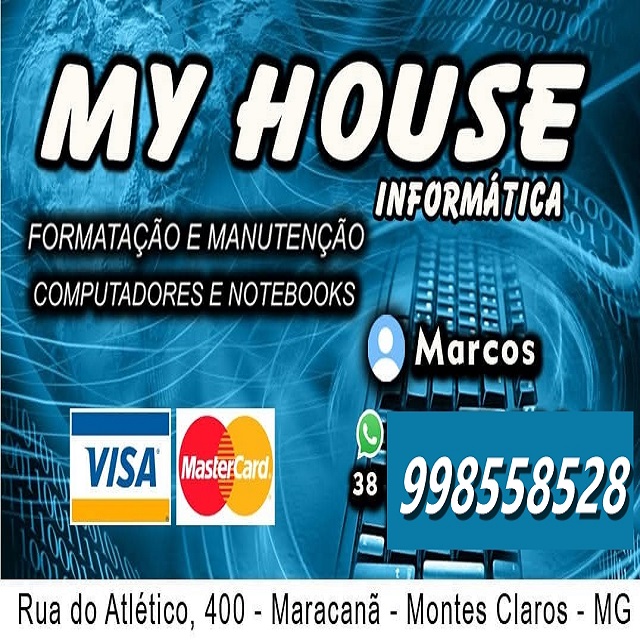 MY HOUSE
INFORMÁTICA
FORMATAÇÃO E MANUTENÇÃO
COMPUTADORES E NOTEBOOKS
Marcos
VISA
MasterCard
38 998558528
Rua do Atlético, 400 - Maracanã - Montes Claros - MG